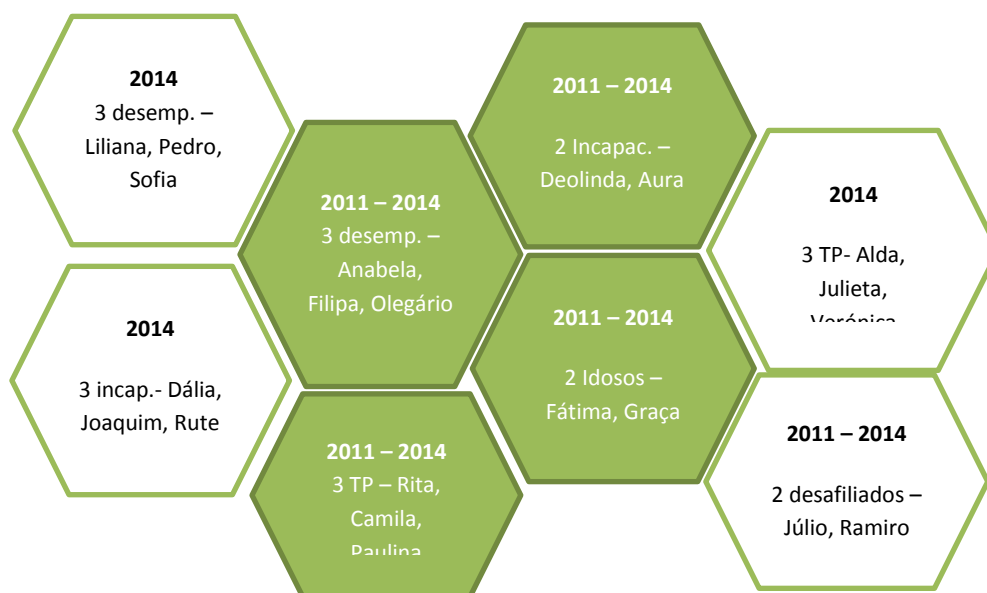 2014
3 desemp. –
Liliana, Pedro,
Sofia
2011 – 2014
3 desemp. –
Anabela,
Filipa, Olegário
2011 – 2014
2 Incapac. –
Deolinda, Aura
2014
3 TP- Alda,
Julieta,
Verónica
2014
3 incap.- Dália,
Joaquim, Rute
2011 – 2014
3 TP – Rita,
Camila,
Paulina
2011 – 2014
2 Idosos –
Fátima, Graça
2011 – 2014
2 desafiliados –
Júlio, Ramiro